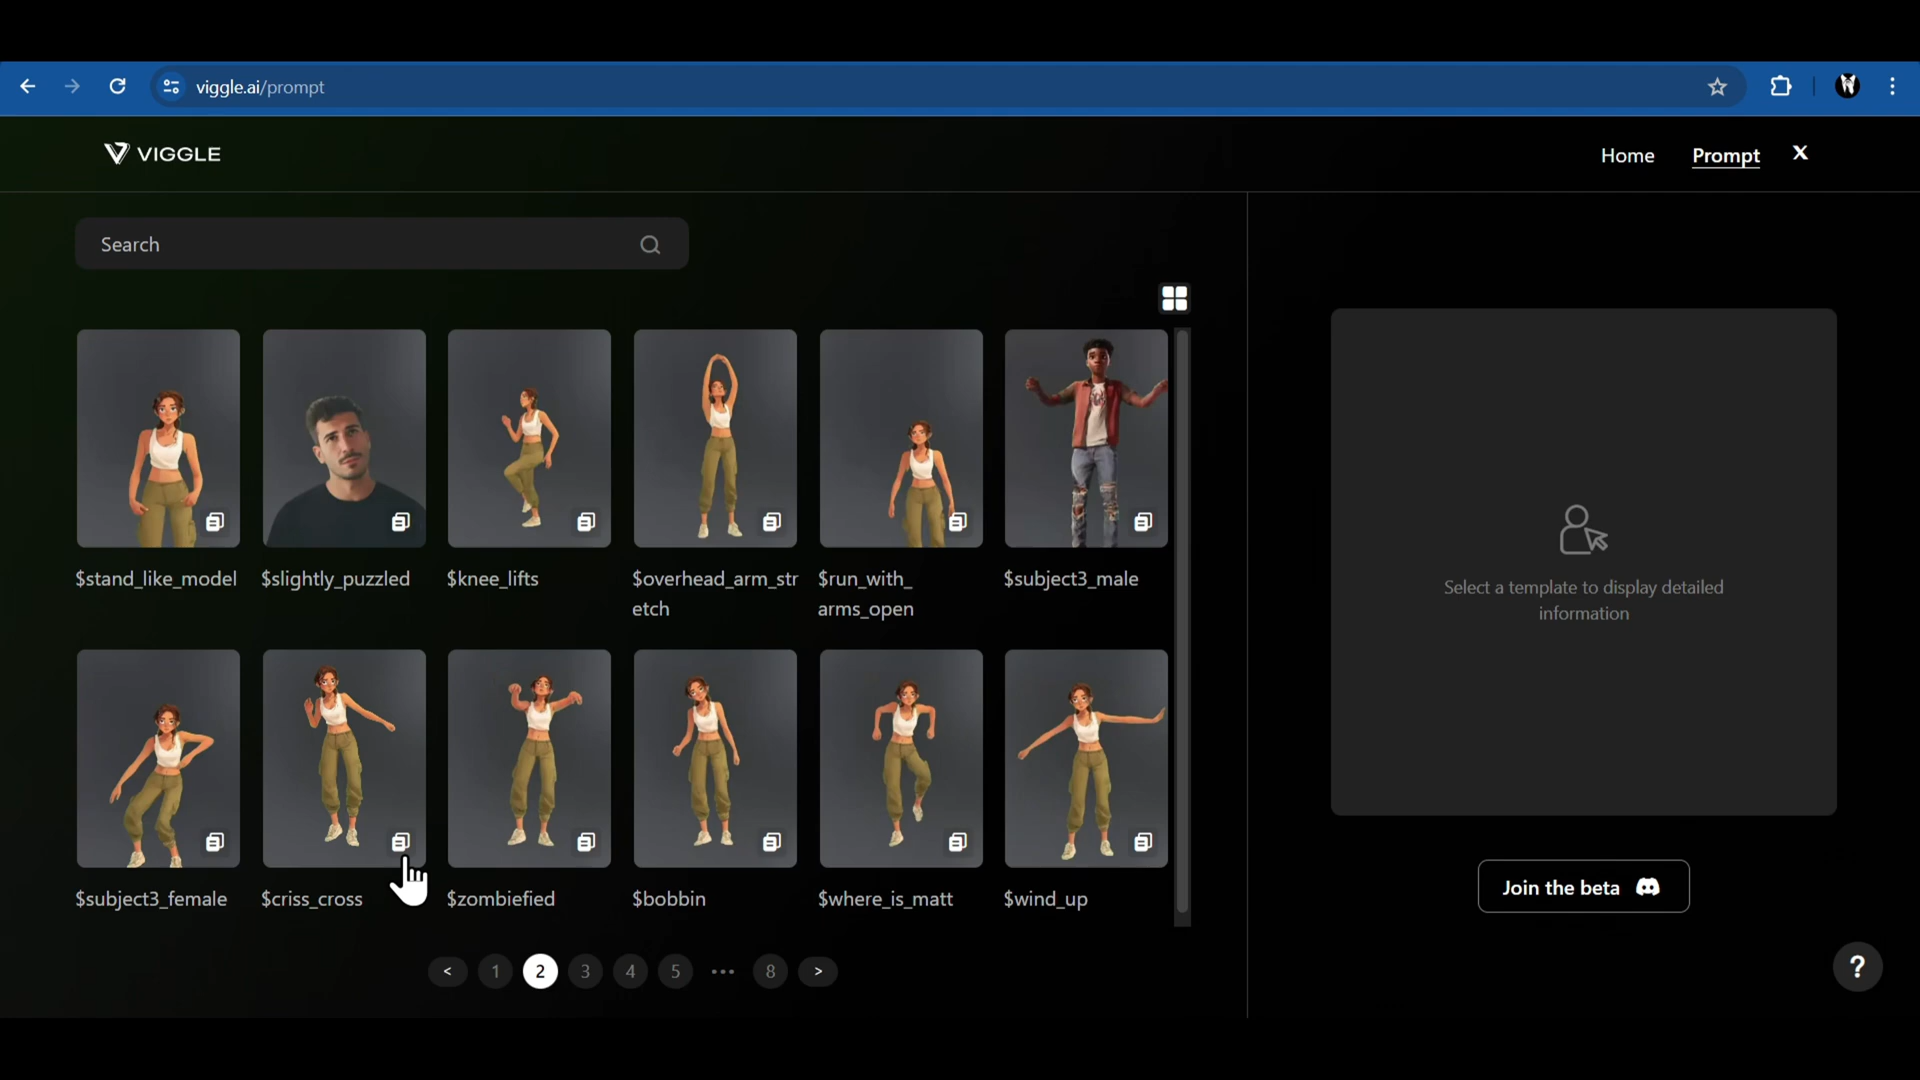 viggle.ai/prompt
VIGGLE
Home
Prompt
X
Search
$stand_like_model
$slightly_puzzled
$knee_lifts
$overhead_arm_str
etch
$run_with_
arms_open
$subject3_male
Select a template to display detailed
information
$subject3_female
$criss_cross
$zombiefied
$bobbin
$where_is_matt
$wind_up
Join the beta
< 1 2 3 4 5 ••• 8 >
?